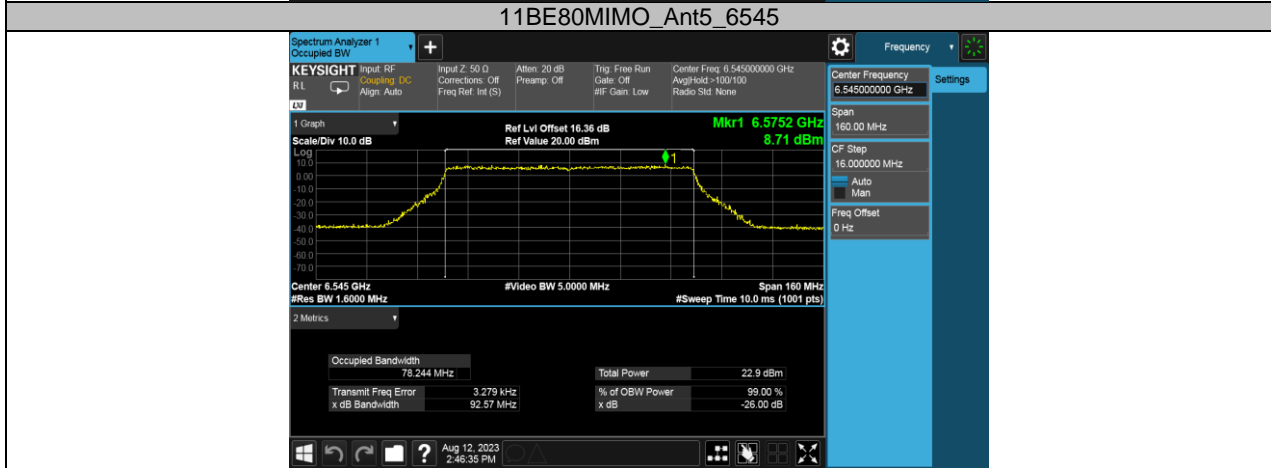 11BE80MIMO_Ant5_6545
Spectrum Analyzer 1
Occupied BW
+
Frequency
KEYSIGHT
RL
LXI
Input: RF
Coupling: DC
Align: Auto
Input Z: 50 Ω
Corrections: Off
Freq Ref: Int (S)
Atten: 20 dB
Preamp: Off
Trig: Free Run
Gate: Off
#IF Gain: Low
Center Freq: 6.545000000 GHz
Avg|Hold:>100/100
Radio Std: None
Center Frequency
6.545000000 GHz
Settings
Span
160.00 MHz
CF Step
16.000000 MHz
Auto
Man
Freq Offset
0 Hz
1 Graph
Scale/Div 10.0 dB
Ref Lvl Offset 16.36 dB
Ref Value 20.00 dBm
Mkr1 6.5752 GHz
8.71 dBm
Log
10.0
0.00
-10.0
-20.0
-30.0
-40.0
-50.0
-60.0
-70.0
1
Center 6.545 GHz
#Res BW 1.6000 MHz
#Video BW 5.0000 MHz
Span 160 MHz
#Sweep Time 10.0 ms (1001 pts)
2 Metrics
Occupied Bandwidth
78.244 MHz
Transmit Freq Error 3.279 kHz
x dB Bandwidth 92.57 MHz
Total Power 22.9 dBm
% of OBW Power 99.00 %
x dB -26.00 dB
?
Aug 12, 2023
2:46:35 PM